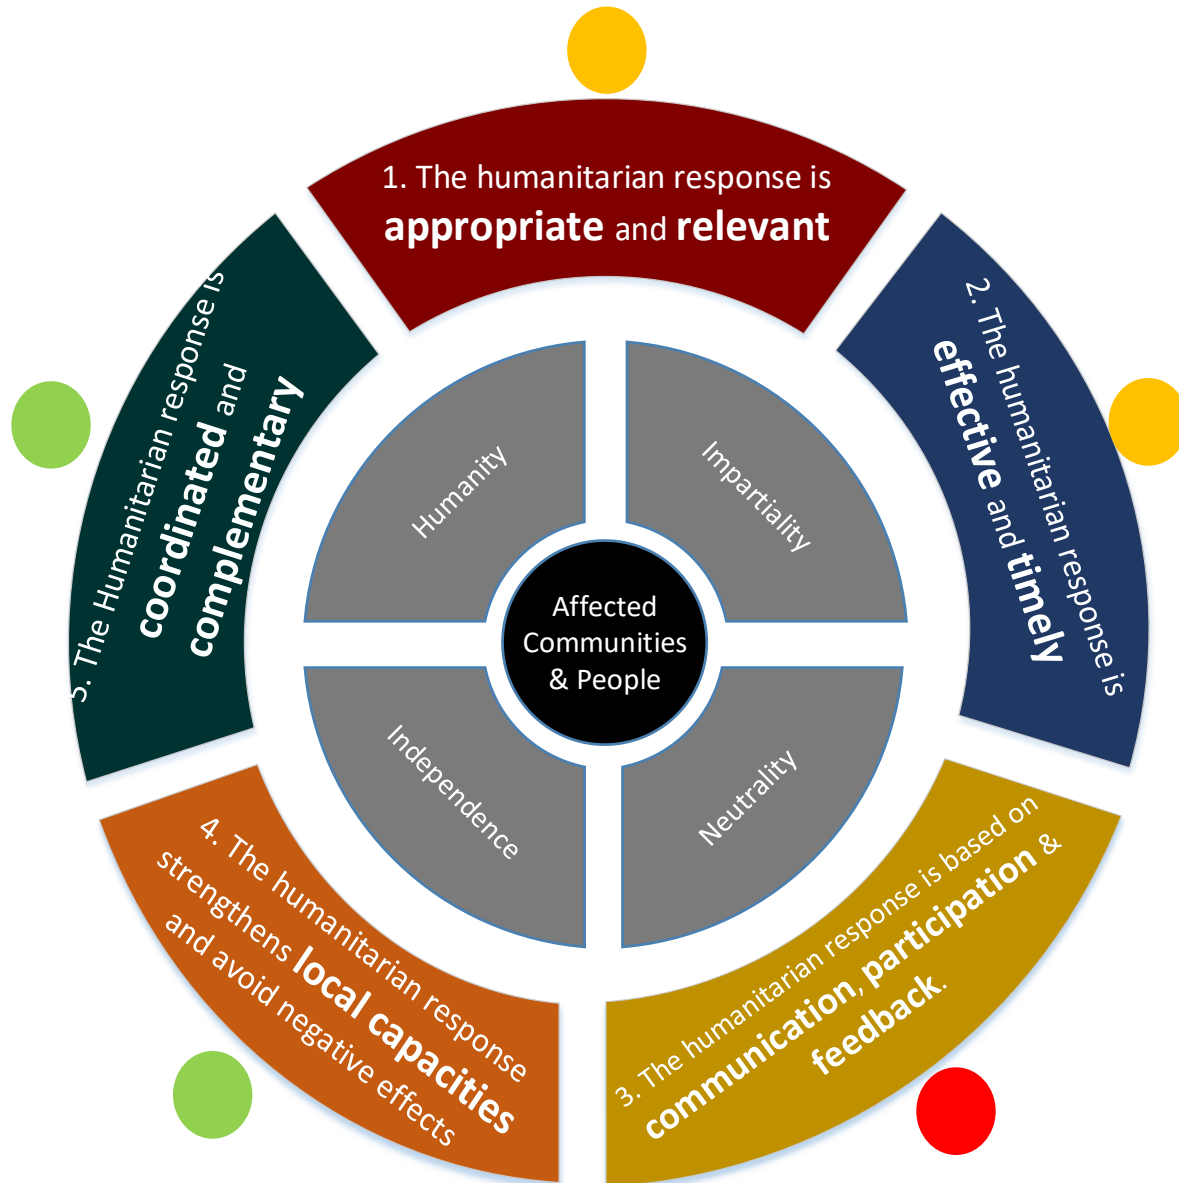 1. The humanitarian response is
appropriate and relevant
2. The humanitarian response is
effective and timely
3. The humanitarian response is based on
communication, participation &
feedback.
4. The humanitarian response
strengthens local capacities
and avoid negative effects
5. The Humanitarian response is
coordinated and
complementary
Humanity
Impartiality
Affected
Communities
& People
Independence
Neutrality